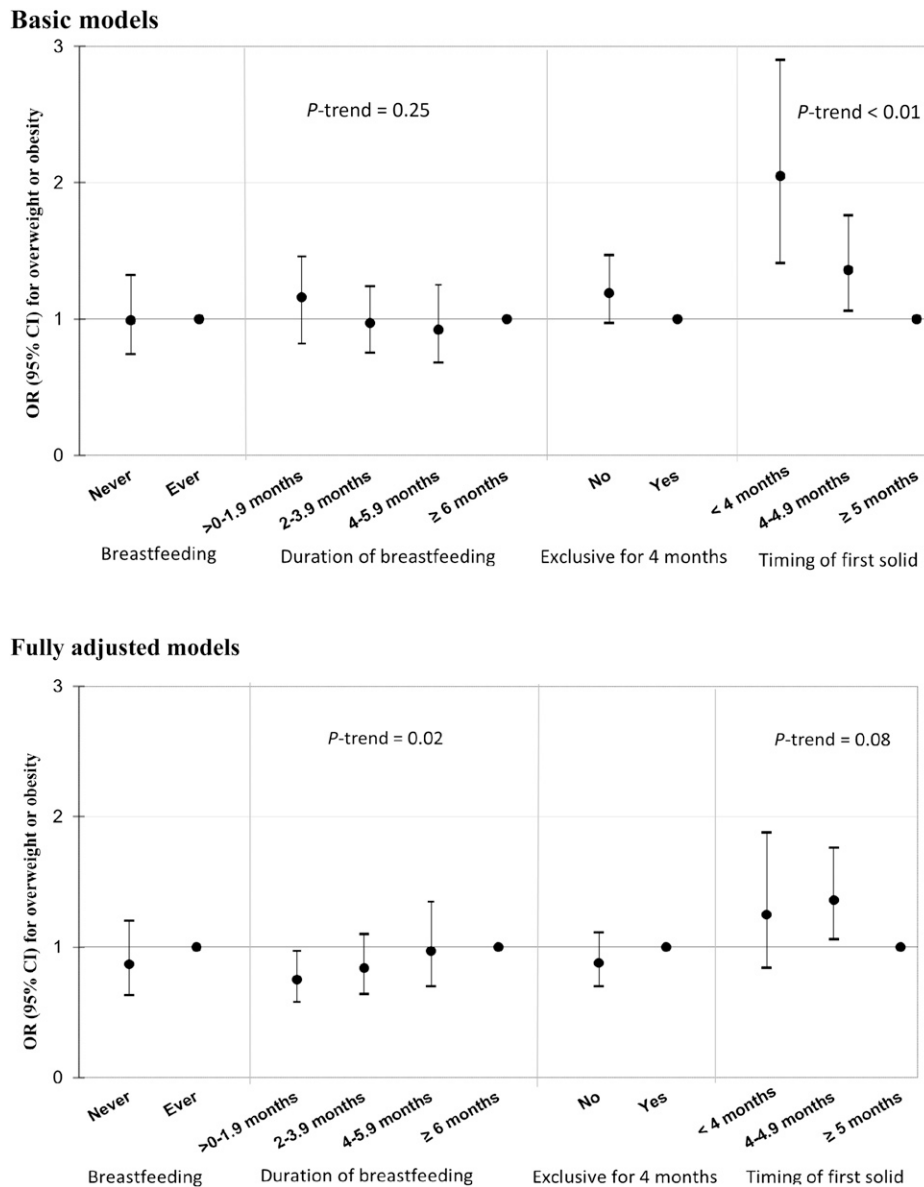 Basic models
OR (95% CI) for overweight or obesity
3
2
1
0
P-trend = 0.25
P-trend < 0.01
Never
Ever
>0-1.9 months
2-3.9 months
4-5.9 months
≥ 6 months
No
Yes
< 4 months
4-4.9 months
≥ 5 months
Breastfeeding
Duration of breastfeeding
Exclusive for 4 months
Timing of first solid
Fully adjusted models
OR (95% CI) for overweight or obesity
3
2
1
0
P-trend = 0.02
P-trend = 0.08
Never
Ever
>0-1.9 months
2-3.9 months
4-5.9 months
≥ 6 months
No
Yes
< 4 months
4-4.9 months
≥ 5 months
Breastfeeding
Duration of breastfeeding
Exclusive for 4 months
Timing of first solid